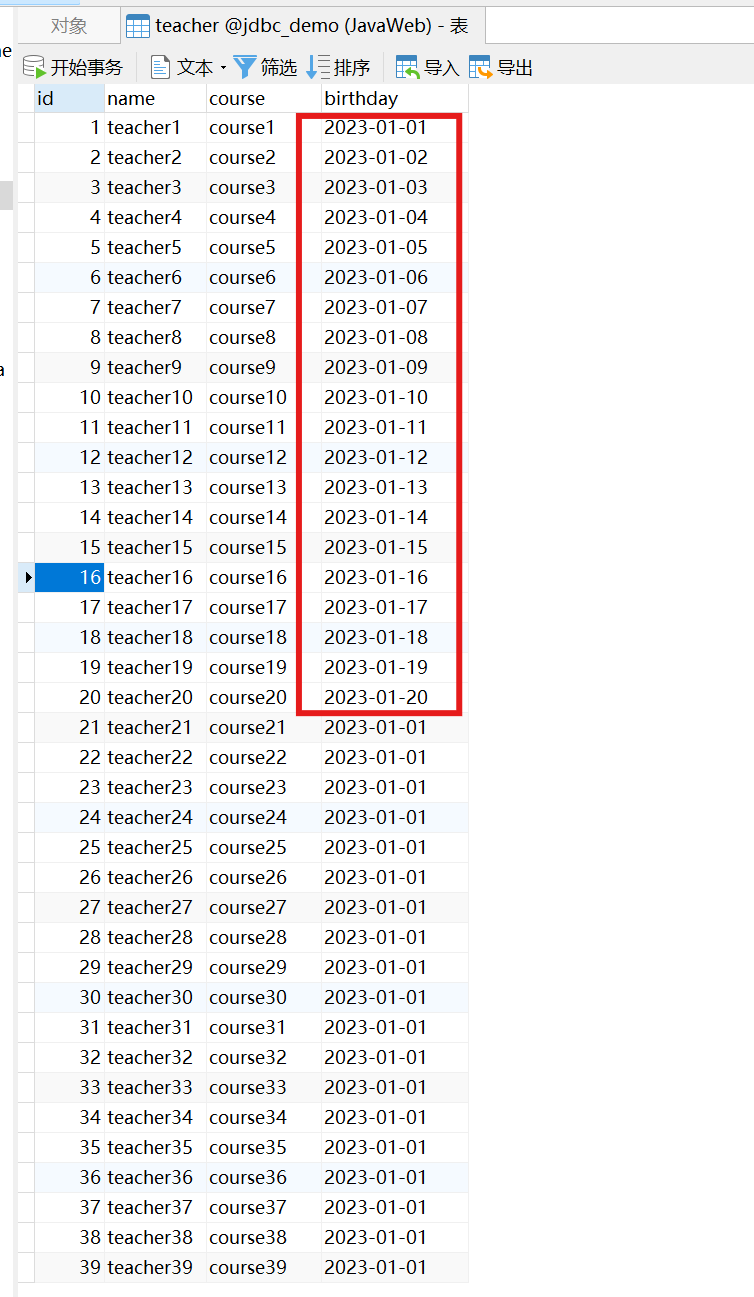 对象 teacher @jdbc_demo (JavaWeb) - 表
ne
开始事务 文本 筛选 排序 导入 导出
id name course birthday
1 teacher1 course1 2023-01-01
2 teacher2 course2 2023-01-02
3 teacher3 course3 2023-01-03
4 teacher4 course4 2023-01-04
5 teacher5 course5 2023-01-05
6 teacher6 course6 2023-01-06
7 teacher7 course7 2023-01-07
8 teacher8 course8 2023-01-08
a
9 teacher9 course9 2023-01-09
10 teacher10 course10 2023-01-10
11 teacher11 course11 2023-01-11
12 teacher12 course12 2023-01-12
13 teacher13 course13 2023-01-13
14 teacher14 course14 2023-01-14
15 teacher15 course15 2023-01-15
16 teacher16 course16 2023-01-16
17 teacher17 course17 2023-01-17
18 teacher18 course18 2023-01-18
19 teacher19 course19 2023-01-19
20 teacher20 course20 2023-01-20
21 teacher21 course21 2023-01-01
22 teacher22 course22 2023-01-01
23 teacher23 course23 2023-01-01
24 teacher24 course24 2023-01-01
25 teacher25 course25 2023-01-01
26 teacher26 course26 2023-01-01
27 teacher27 course27 2023-01-01
28 teacher28 course28 2023-01-01
29 teacher29 course29 2023-01-01
30 teacher30 course30 2023-01-01
31 teacher31 course31 2023-01-01
32 teacher32 course32 2023-01-01
33 teacher33 course33 2023-01-01
34 teacher34 course34 2023-01-01
35 teacher35 course35 2023-01-01
36 teacher36 course36 2023-01-01
37 teacher37 course37 2023-01-01
38 teacher38 course38 2023-01-01
39 teacher39 course39 2023-01-01